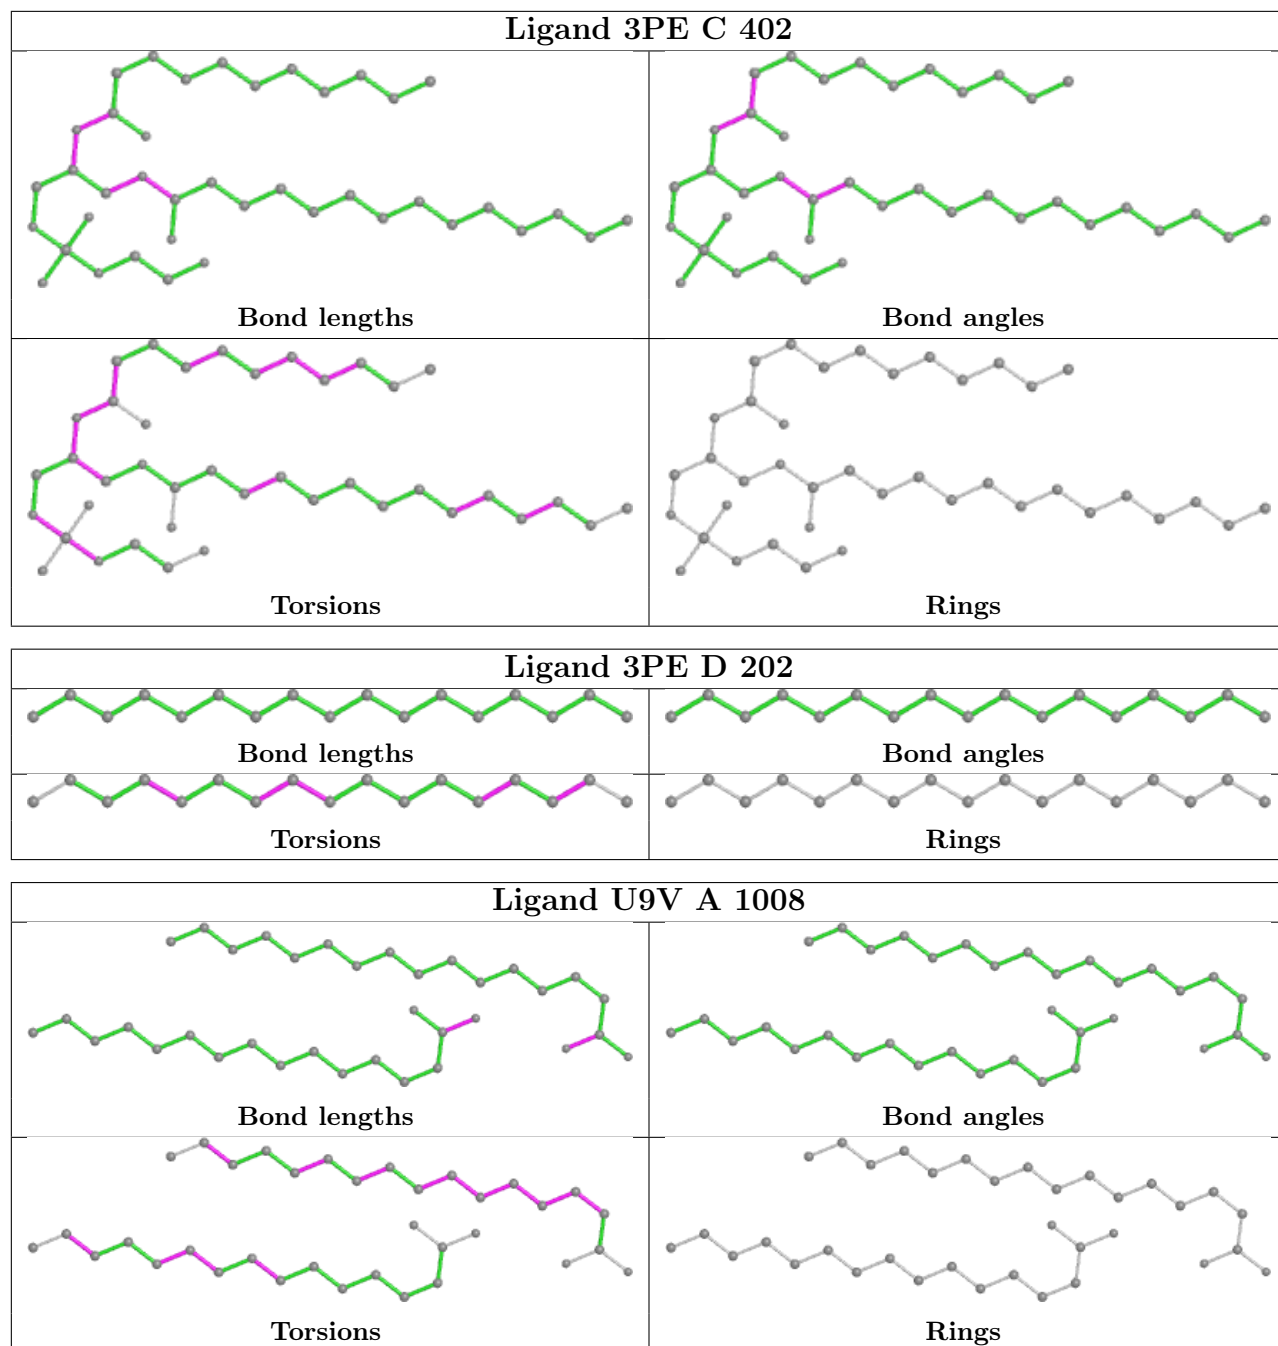 Ligand 3PE C 402
Bond lengths
Bond angles
Torsions
Rings
Ligand 3PE D 202
Bond lengths
Bond angles
Torsions
Rings
Ligand U9V A 1008
Bond lengths
Bond angles
Torsions
Rings